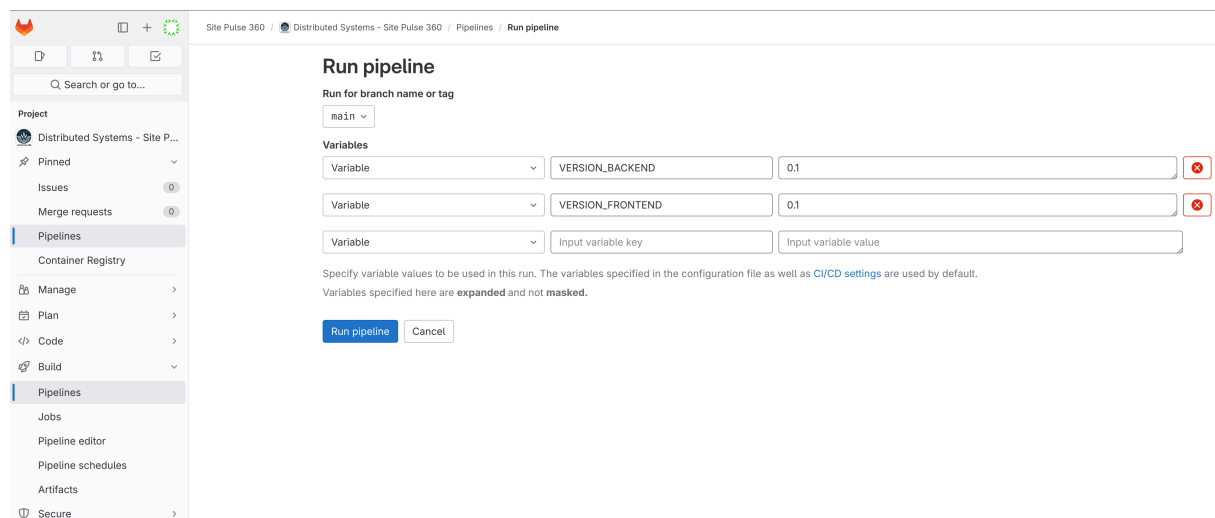 Site Pulse 360 / Distributed Systems - Site Pulse 360 / Pipelines / Run pipeline
Search or go to...
Project
Distributed Systems - Site P...
Pinned
Issues 0
Merge requests 0
Pipelines
Container Registry
Manage
Plan
Code
Build
Pipelines
Jobs
Pipeline editor
Pipeline schedules
Artifacts
Secure
Run pipeline
Run for branch name or tag
main
Variables
Variable VERSION_BACKEND 0.1
Variable VERSION_FRONTEND 0.1
Variable Input variable key Input variable value
Specify variable values to be used in this run. The variables specified in the configuration file as well as CI/CD settings are used by default.
Variables specified here are expanded and not masked.
Run pipeline Cancel